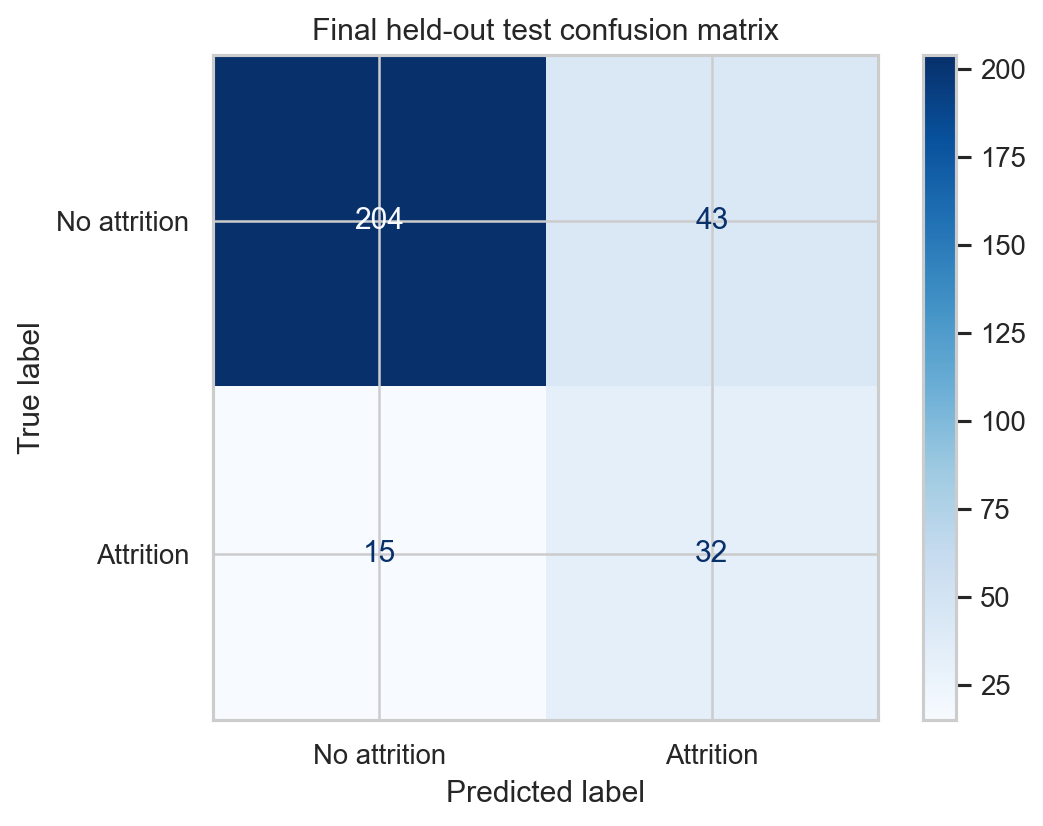 Final held-out test confusion matrix
No attrition
Attrition
True label
204
43
15
32
No attrition
Attrition
Predicted label
200
175
150
125
100
75
50
25